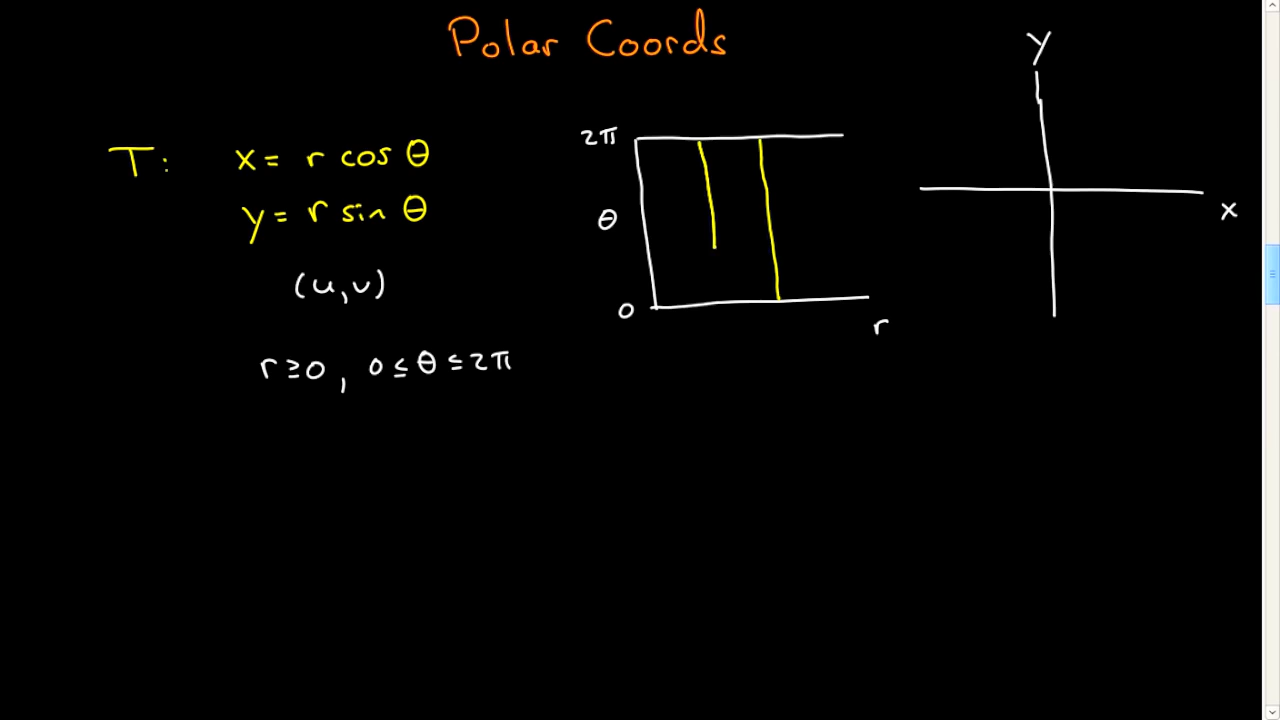 Polar Coords
T: x = r cos θ
y = r sin θ
(u,v)
r ≥ 0, 0 ≤ θ ≤ 2π
2π
θ
0
r
y
x